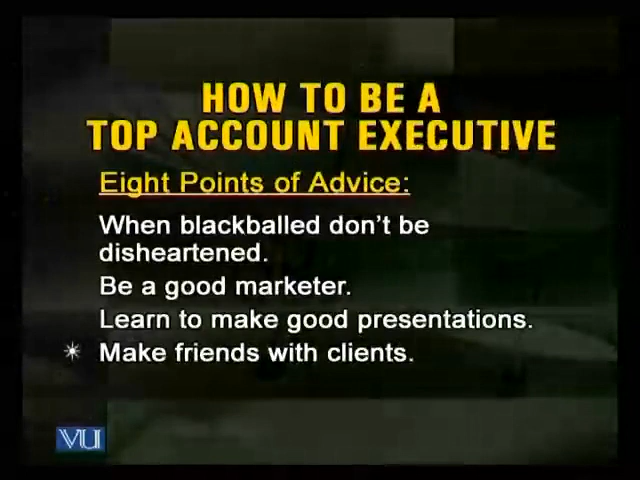 HOW TO BE A
TOP ACCOUNT EXECUTIVE
Eight Points of Advice:
When blackballed don't be
disheartened.
Be a good marketer.
Learn to make good presentations.
Make friends with clients.
VU